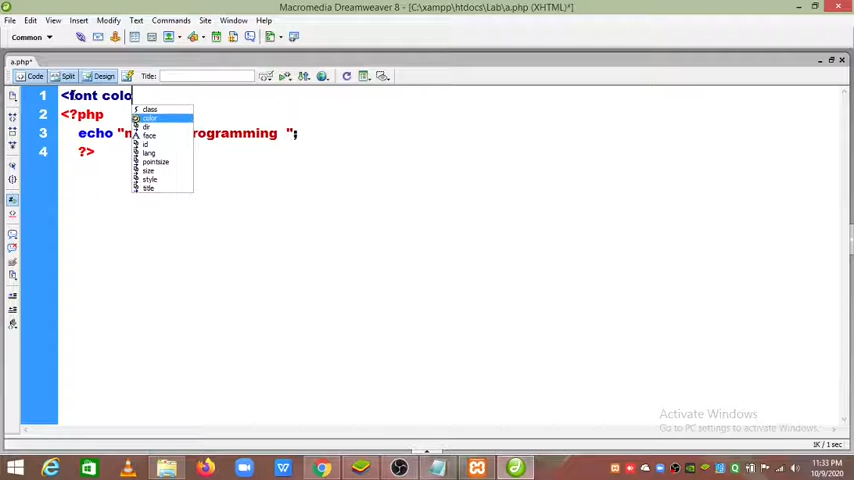 Macromedia Dreamweaver 8 - [C:\xampp\htdocs\Lab\a.php (XHTML)*]
File Edit View Insert Modify Text Commands Site Window Help
Common
a.php*
Code Split Design Title:
1 <font colo
2 <?php
3 echo "n rogramming ";
4 ?>
class
color
dir
face
id
lang
pointsize
size
style
title
Activate Windows
Go to PC settings to activate Windows.
1K / 1 sec
11:33 PM
10/9/2020